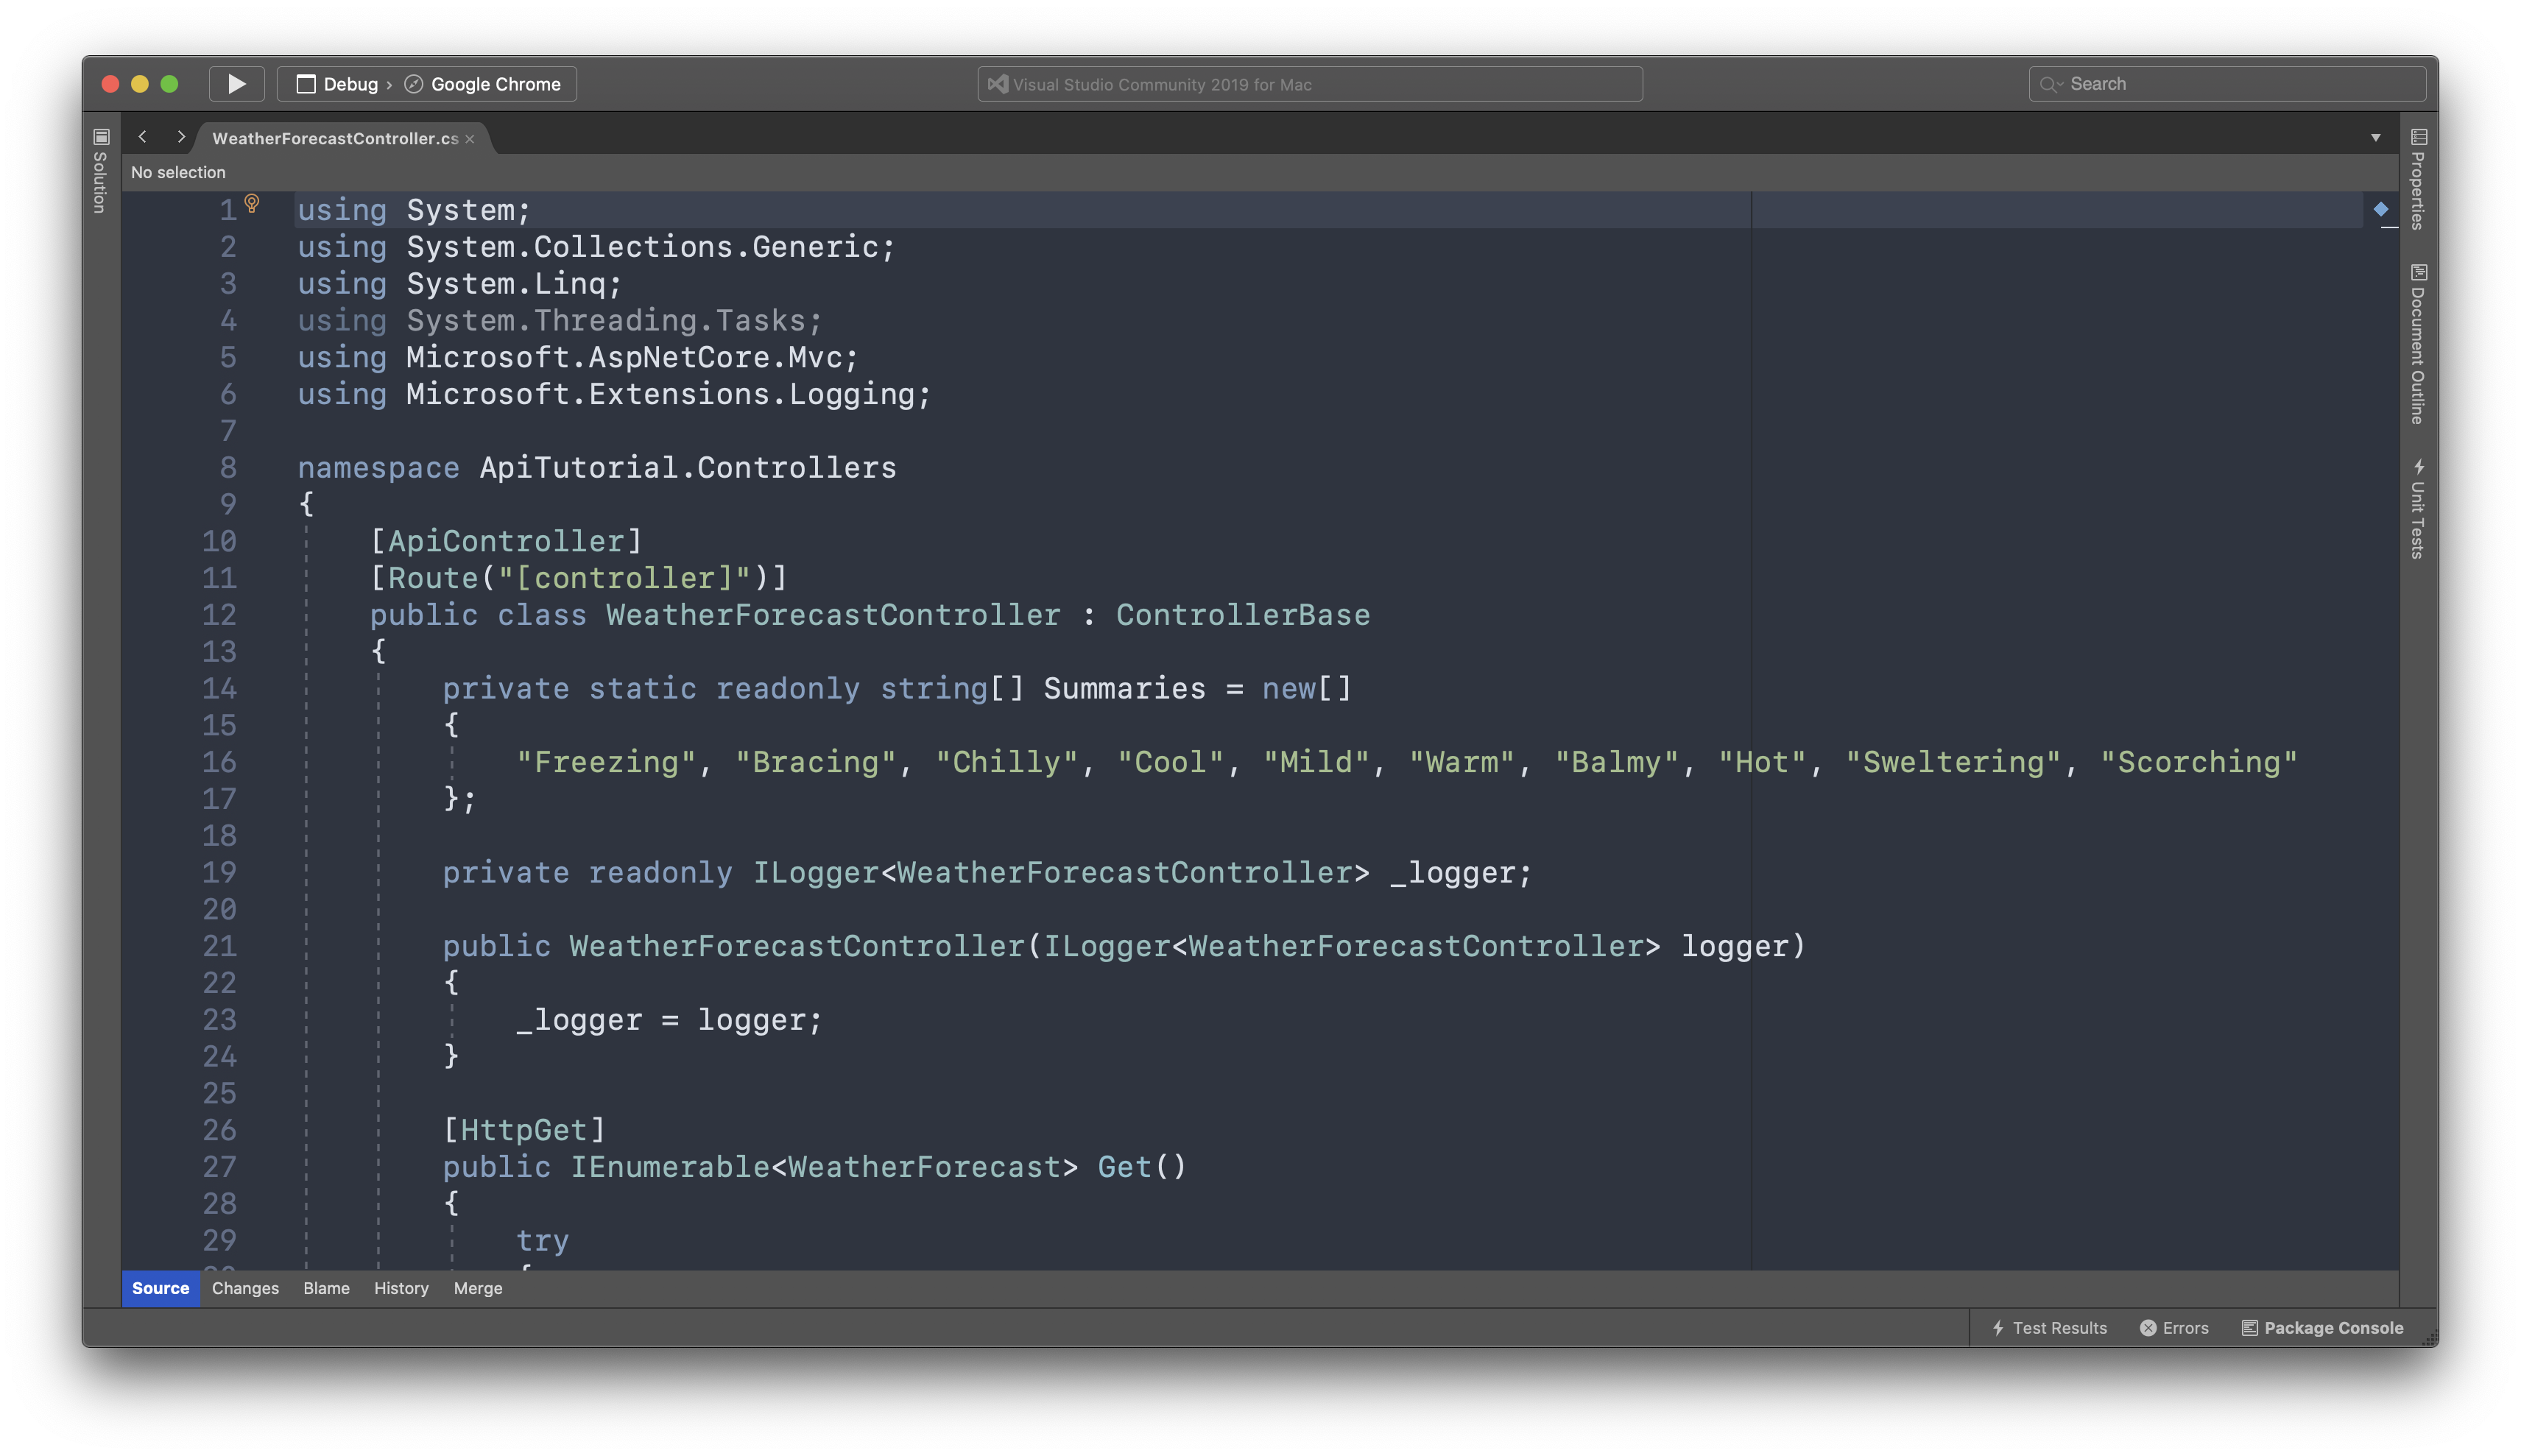 Debug › Google Chrome
Visual Studio Community 2019 for Mac
Search
Solution
WeatherForecastController.cs
No selection
1 using System;
2 using System.Collections.Generic;
3 using System.Linq;
4 using System.Threading.Tasks;
5 using Microsoft.AspNetCore.Mvc;
6 using Microsoft.Extensions.Logging;
7
8 namespace ApiTutorial.Controllers
9 {
10 [ApiController]
11 [Route("[controller]")]
12 public class WeatherForecastController : ControllerBase
13 {
14 private static readonly string[] Summaries = new[]
15 {
16 "Freezing", "Bracing", "Chilly", "Cool", "Mild", "Warm", "Balmy", "Hot", "Sweltering", "Scorching"
17 };
18
19 private readonly ILogger<WeatherForecastController> _logger;
20
21 public WeatherForecastController(ILogger<WeatherForecastController> logger)
22 {
23 _logger = logger;
24 }
25
26 [HttpGet]
27 public IEnumerable<WeatherForecast> Get()
28 {
29 try
Properties
Document Outline
Unit Tests
Source Changes Blame History Merge
Test Results Errors Package Console